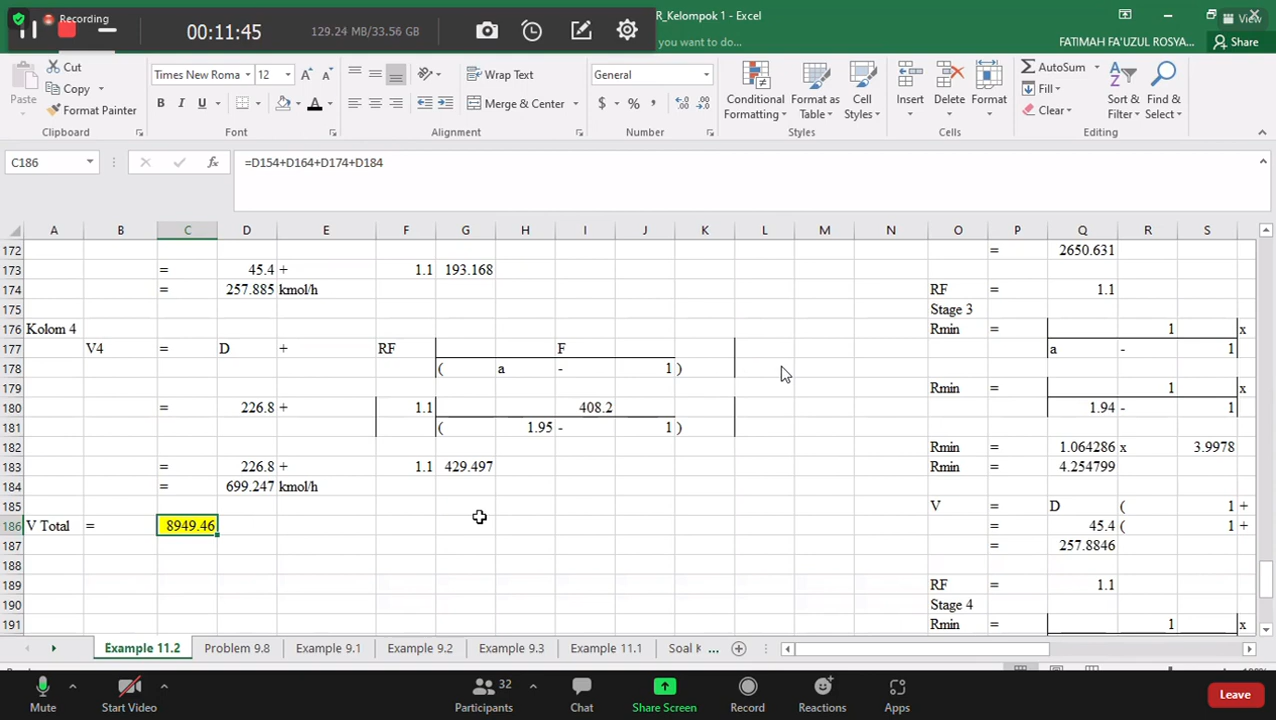 Recording
00:11:45
129.24 MB/33.56 GB
R_Kelompok 1 - Excel
View
you want to do...
FATIMAH FA'UZUL ROSYA...
Share
Paste
Cut
Copy
Format Painter
Clipboard
Times New Roma
12
B I U
Font
Wrap Text
Merge & Center
Alignment
General
$ % ,
Number
Conditional Formatting
Format as Table
Cell Styles
Styles
Insert
Delete
Format
Cells
AutoSum
Fill
Clear
Sort & Filter
Find & Select
Editing
C186
fx
=D154+D164+D174+D184
A B C D E F G H I J K L M N O P Q R S
172 = 2650.631
173 = 45.4 + 1.1 193.168
174 = 257.885 kmol/h RF = 1.1
175 Stage 3
176 Kolom 4 Rmin = 1 x
177 V4 = D + RF F a - 1
178 ( a - 1 )
179 Rmin = 1 x
180 = 226.8 + 1.1 408.2 1.94 - 1
181 ( 1.95 - 1 )
182 Rmin = 1.064286 x 3.9978
183 = 226.8 + 1.1 429.497 Rmin = 4.254799
184 = 699.247 kmol/h
185 V = D ( 1 +
186 V Total = 8949.46 = 45.4 ( 1 +
187 = 257.8846
188
189 RF = 1.1
190 Stage 4
191 Rmin = 1 x
Example 11.2
Problem 9.8
Example 9.1
Example 9.2
Example 9.3
Example 11.1
Soal K ...
Mute
Start Video
32
Participants
Chat
Share Screen
Record
Reactions
Apps
Leave